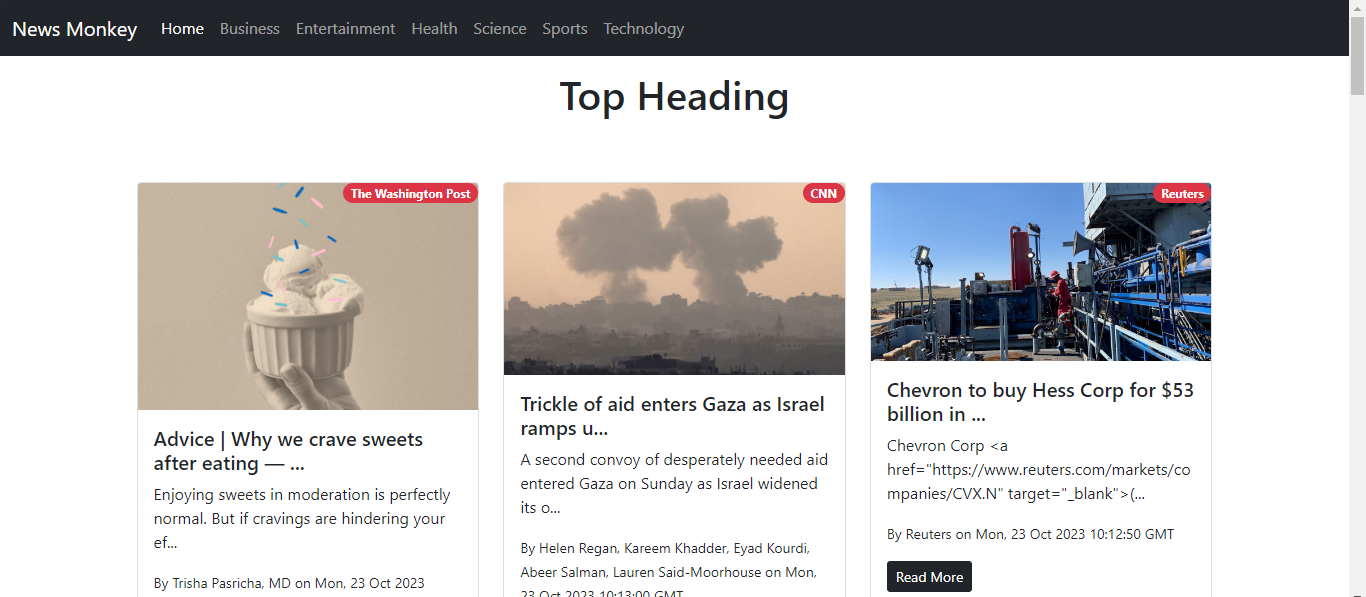 News Monkey Home Business Entertainment Health Science Sports Technology
Top Heading
The Washington Post
Advice | Why we crave sweets
after eating — ...
Enjoying sweets in moderation is perfectly
normal. But if cravings are hindering your
ef...
By Trisha Pasricha, MD on Mon, 23 Oct 2023
CNN
Trickle of aid enters Gaza as Israel
ramps u...
A second convoy of desperately needed aid
entered Gaza on Sunday as Israel widened
its o...
By Helen Regan, Kareem Khadder, Eyad Kourdi,
Abeer Salman, Lauren Said-Moorhouse on Mon,
23 Oct 2023 10:13:00 GMT
Reuters
Chevron to buy Hess Corp for $53
billion in ...
Chevron Corp <a
href="https://www.reuters.com/markets/co
mpanies/CVX.N" target="_blank">(...
By Reuters on Mon, 23 Oct 2023 10:12:50 GMT
Read More